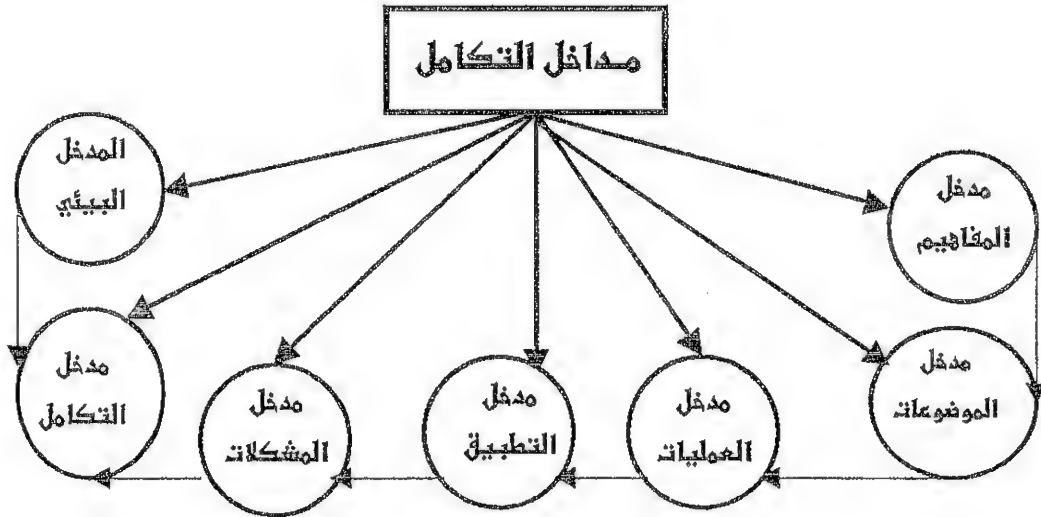 مداخل التكامل
مدخل
المفاهيم
مدخل
الموضوعات
مدخل
العمليات
مدخل
التطبيق
مدخل
المشكلات
مدخل
التكامل
المدخل
البيئي